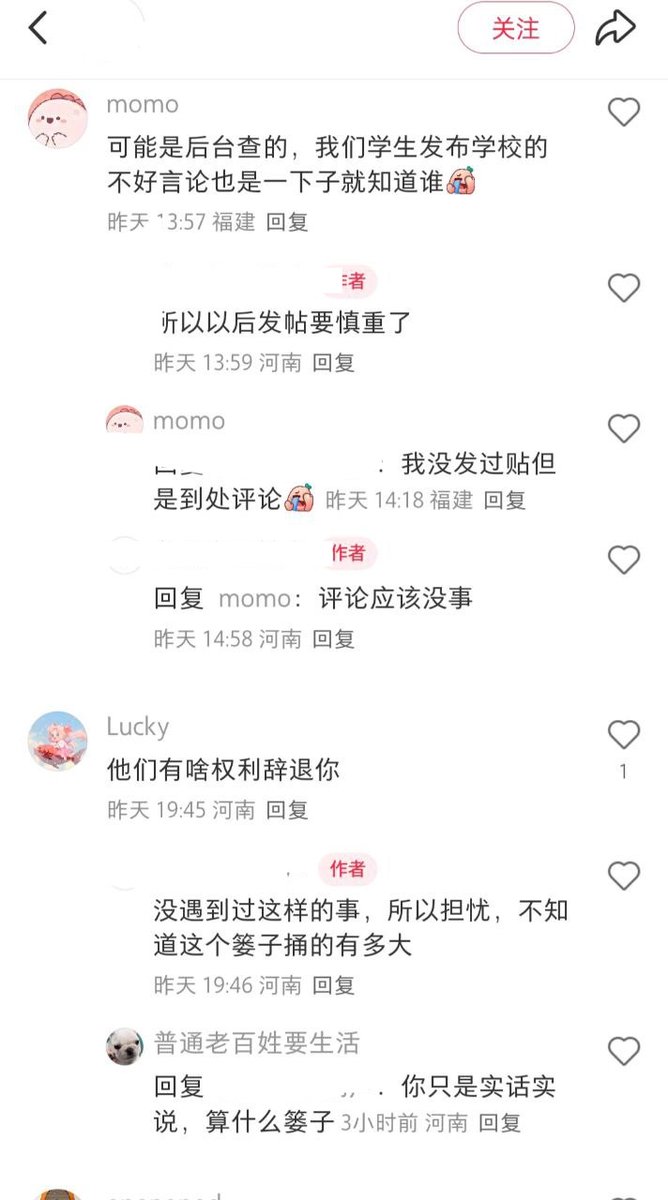 关注
momo
可能是后台查的，我们学生发布学校的
不好言论也是一下子就知道谁
昨天 13:57 福建 回复
作者
所以以后发帖要慎重了
昨天 13:59 河南 回复
momo
我没发过贴但
是到处评论 昨天 14:18 福建 回复
作者
回复 momo：评论应该没事
昨天 14:58 河南 回复
Lucky
他们有啥权利辞退你
1
昨天 19:45 河南 回复
作者
没遇到过这样的事，所以担忧，不知
道这个篓子捅的有多大
昨天 19:46 河南 回复
普通老百姓要生活
回复 你只是实话实
说，算什么篓子 3小时前 河南 回复